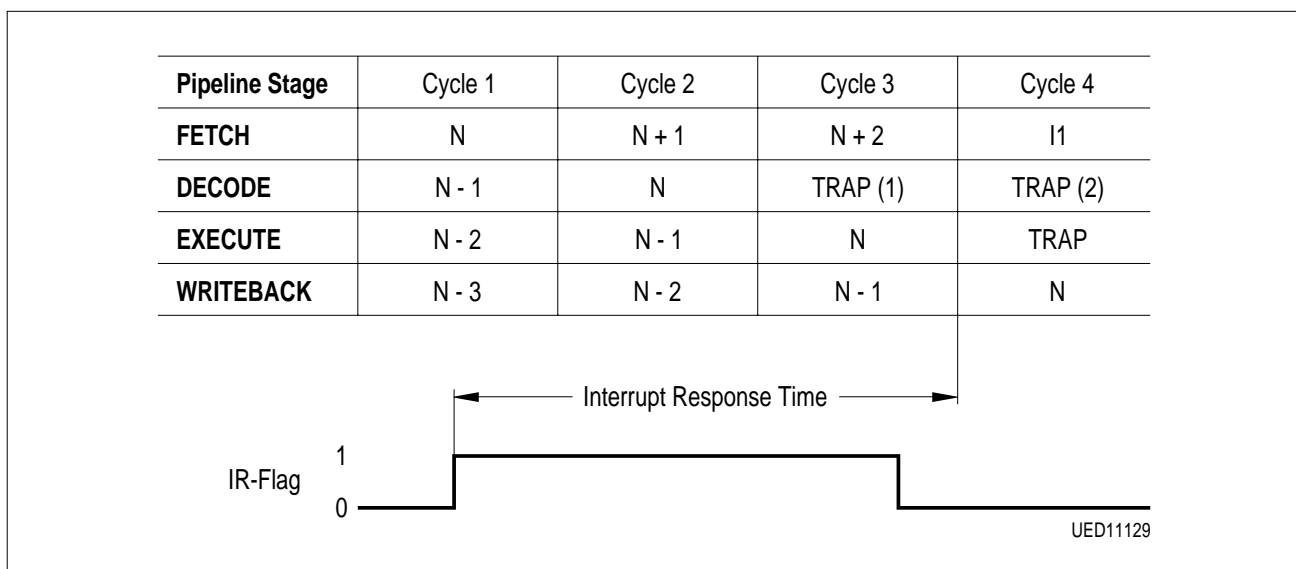 Pipeline Stage Cycle 1 Cycle 2 Cycle 3 Cycle 4
FETCH N N + 1 N + 2 I1
DECODE N - 1 N TRAP (1) TRAP (2)
EXECUTE N - 2 N - 1 N TRAP
WRITEBACK N - 3 N - 2 N - 1 N
Interrupt Response Time
1
IR-Flag
0
UED11129